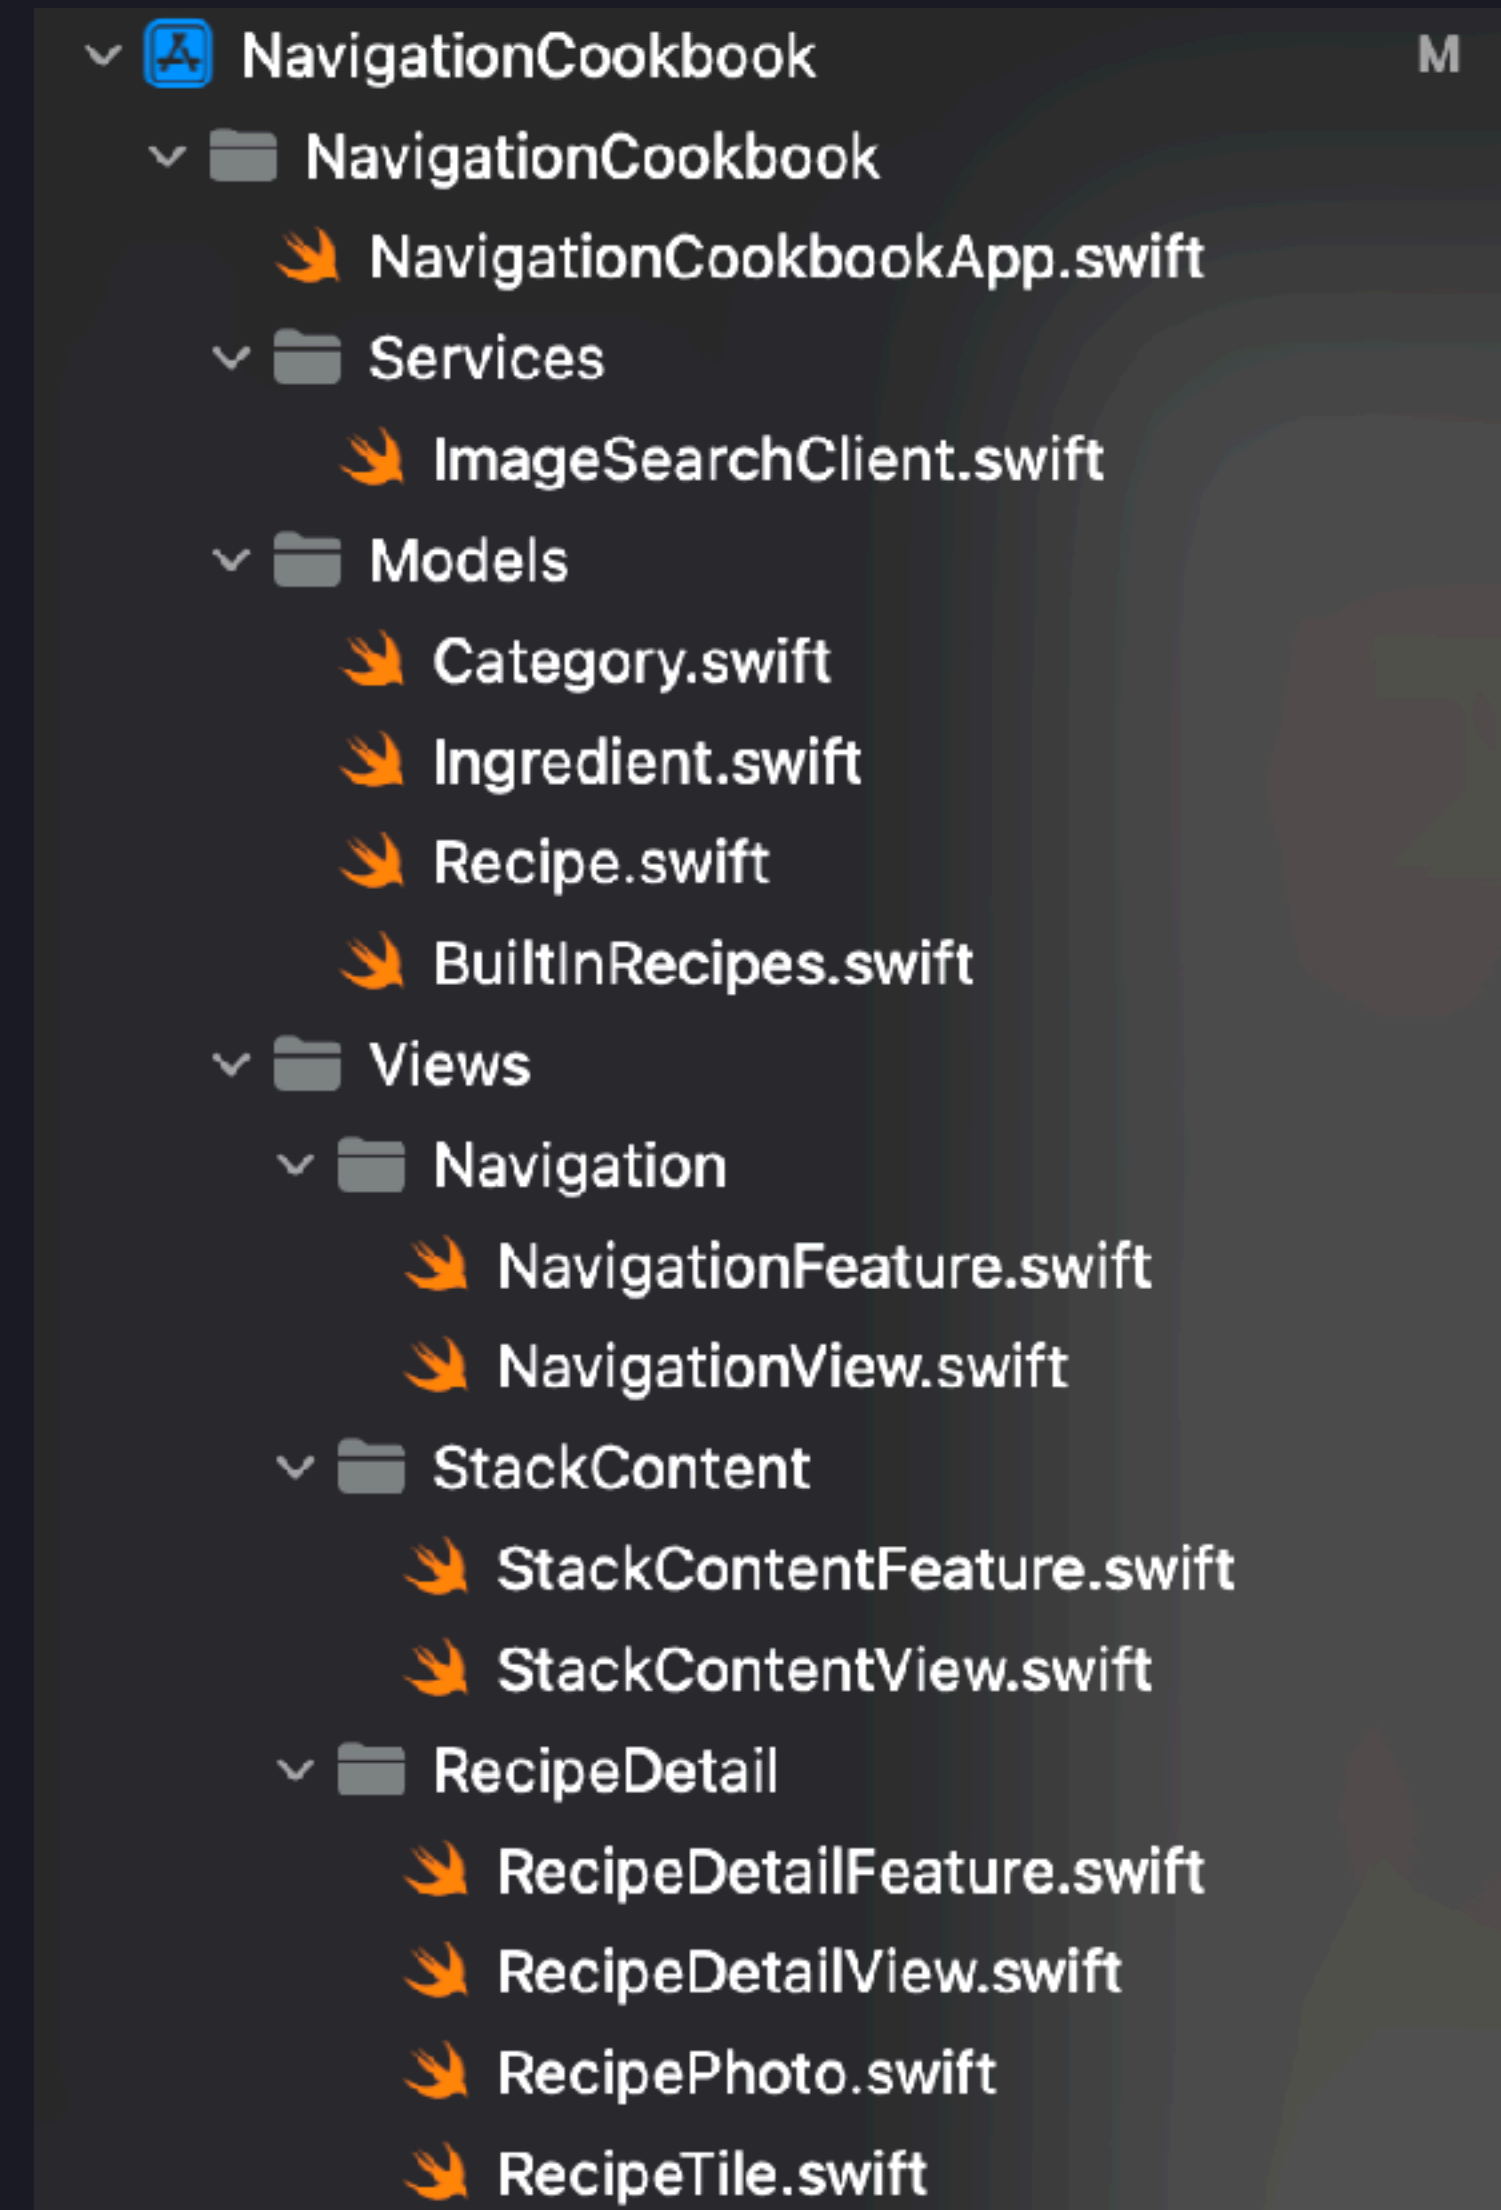 NavigationCookbook M
NavigationCookbook
NavigationCookbookApp.swift
Services
ImageSearchClient.swift
Models
Category.swift
Ingredient.swift
Recipe.swift
BuiltInRecipes.swift
Views
Navigation
NavigationFeature.swift
NavigationView.swift
StackContent
StackContentFeature.swift
StackContentView.swift
RecipeDetail
RecipeDetailFeature.swift
RecipeDetailView.swift
RecipePhoto.swift
RecipeTile.swift